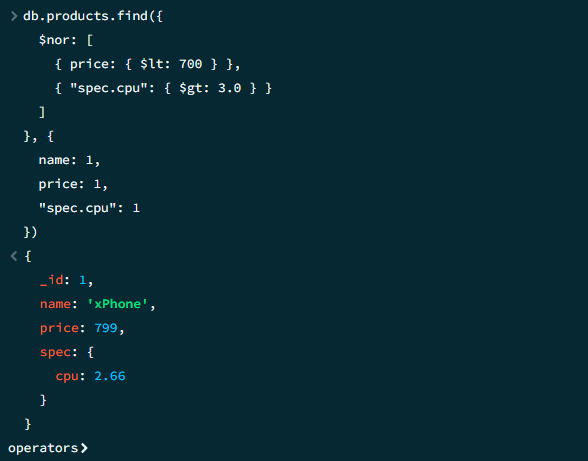 > db.products.find({
$nor: [
{ price: { $lt: 700 } },
{ "spec.cpu": { $gt: 3.0 } }
]
}, {
name: 1,
price: 1,
"spec.cpu": 1
})
< {
_id: 1,
name: 'xPhone',
price: 799,
spec: {
cpu: 2.66
}
}
operators>